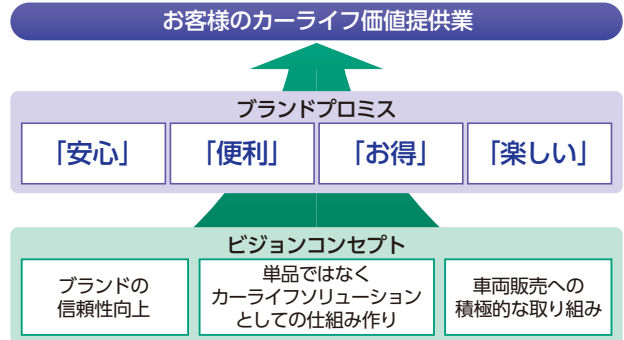 お客様のカーライフ価値提供業
ブランドプロミス
「安心」
「便利」
「お得」
「楽しい」
ビジョンコンセプト
ブランドの
信頼性向上
単品ではなく
カーライフソリューション
としての仕組み作り
車両販売への
積極的な取り組み